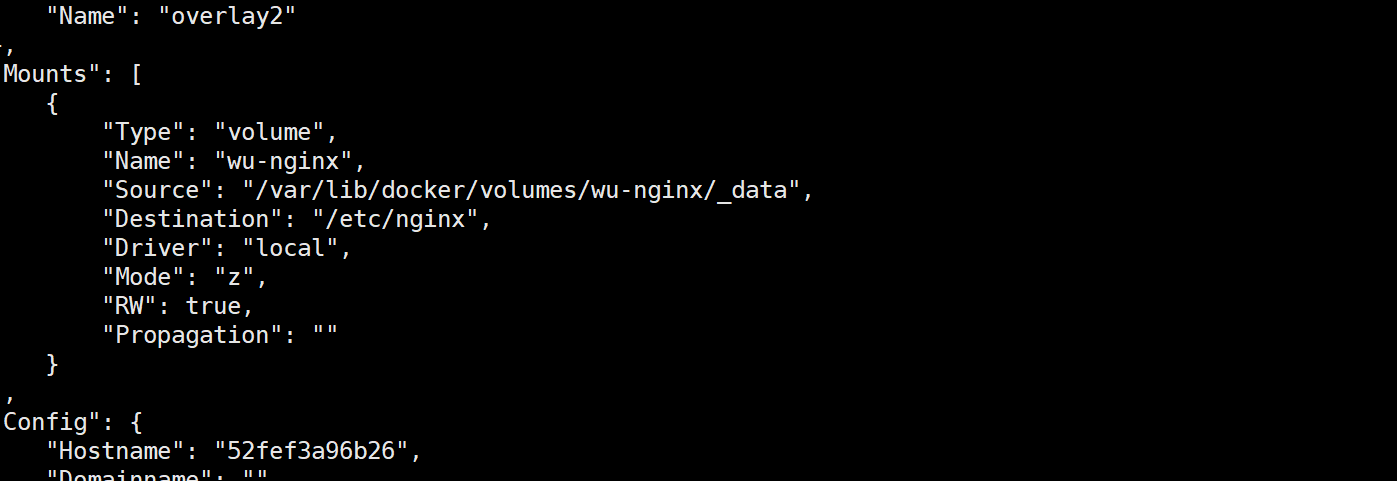 "Name": "overlay2"
,
Mounts": [
{
"Type": "volume",
"Name": "wu-nginx",
"Source": "/var/lib/docker/volumes/wu-nginx/_data",
"Destination": "/etc/nginx",
"Driver": "local",
"Mode": "z",
"RW": true,
"Propagation": ""
}
,
Config": {
"Hostname": "52fef3a96b26",
"Domainname": ""